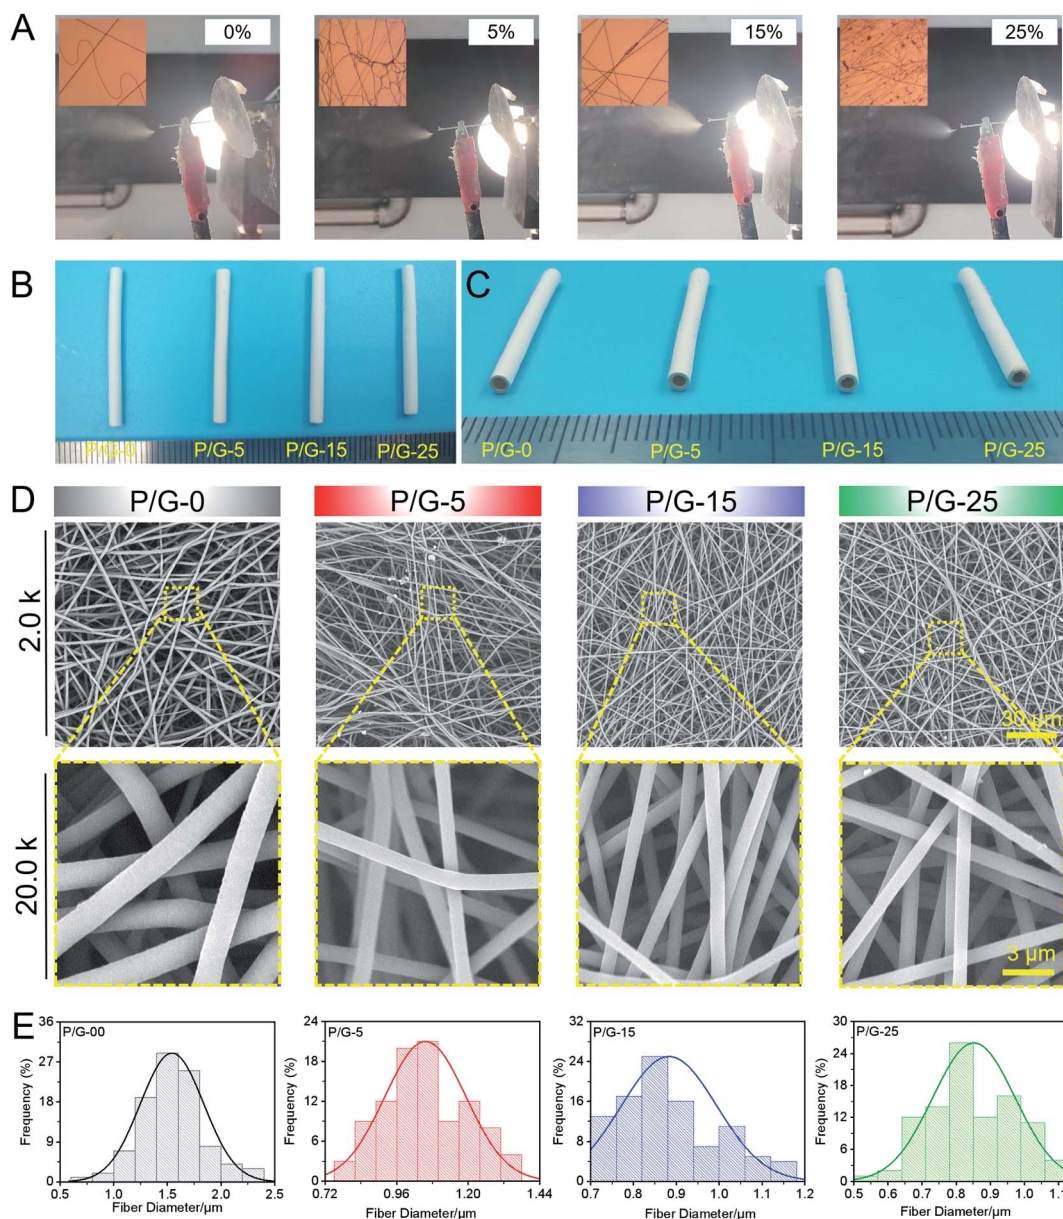 A
0%
5%
15%
25%
B
P/G-0
P/G-5
P/G-15
P/G-25
C
P/G-0
P/G-5
P/G-15
P/G-25
D
P/G-0
P/G-5
P/G-15
P/G-25
2.0 k
30 µm
20.0 k
3 µm
E
P/G-00
36
27
18
9
0
Frequency (%)
0.5
1.0
1.5
2.0
2.5
Fiber Diameter/µm
P/G-5
24
18
12
6
0
Frequency (%)
0.72
0.96
1.20
1.44
Fiber Diameter/µm
P/G-15
32
24
16
8
0
Frequency (%)
0.7
0.8
0.9
1.0
1.1
1.2
Fiber Diameter/µm
P/G-25
30
24
18
12
6
0
Frequency (%)
0.5
0.6
0.7
0.8
0.9
1.0
Fiber Diameter/µm